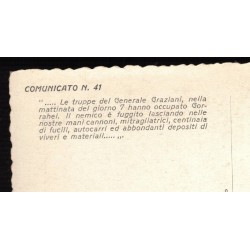 COMUNICATO N. 41
"..... Le truppe del Generale Graziani, nella
mattinata del giorno 7 hanno occupato Gor-
rahei. Il nemico è fuggito lasciando nelle
nostre mani cannoni, mitragliatrici, centinaia
di fucili, autocarri ed abbondanti depositi di
viveri e materiali.....„.